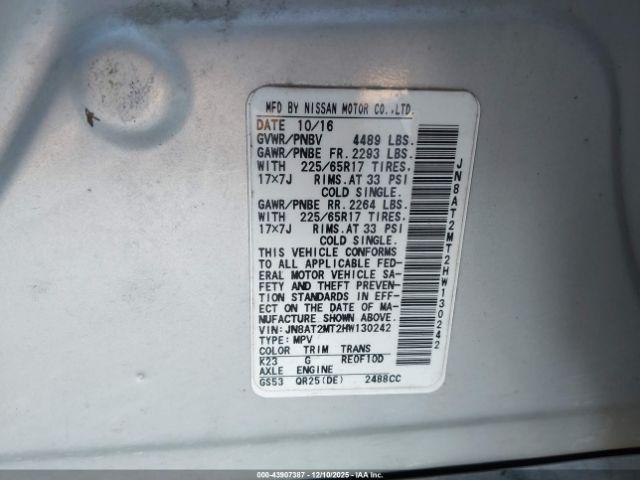 MFD BY NISSAN MOTOR CO.,LTD.
DATE 10/16
GVWR/PNBV 4489 LBS.
GAWR/PNBE FR. 2293 LBS.
WITH 225/65R17 TIRES.
17×7J RIMS.AT 33 PSI
COLD SINGLE.
GAWR/PNBE RR. 2264 LBS.
WITH 225/65R17 TIRES.
17×7J RIMS.AT 33 PSI
COLD SINGLE.
THIS VEHICLE CONFORMS
TO ALL APPLICABLE FED-
ERAL MOTOR VEHICLE SA-
FETY AND THEFT PREVEN-
TION STANDARDS IN EFF-
ECT ON THE DATE OF MA-
NUFACTURE SHOWN ABOVE.
VIN: JN8AT2MT2HW130242
TYPE: MPV
COLOR TRIM TRANS
K23 G RE0F10D
AXLE ENGINE
GS53 QR25(DE) 2488CC
JN8AT2MT2HW130242
000-43907387 - 12/10/2025 - IAAI.COM